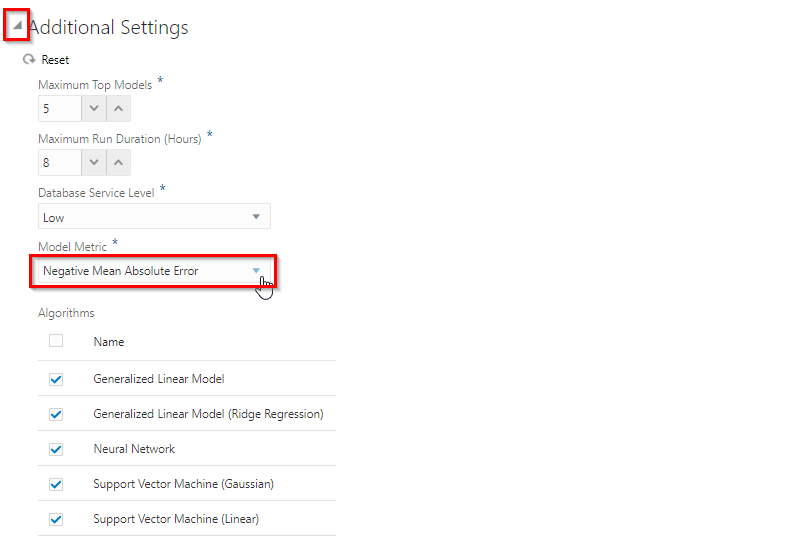 Additional Settings
Reset
Maximum Top Models *
5
Maximum Run Duration (Hours) *
8
Database Service Level *
Low
Model Metric *
Negative Mean Absolute Error
Algorithms
Name
Generalized Linear Model
Generalized Linear Model (Ridge Regression)
Neural Network
Support Vector Machine (Gaussian)
Support Vector Machine (Linear)